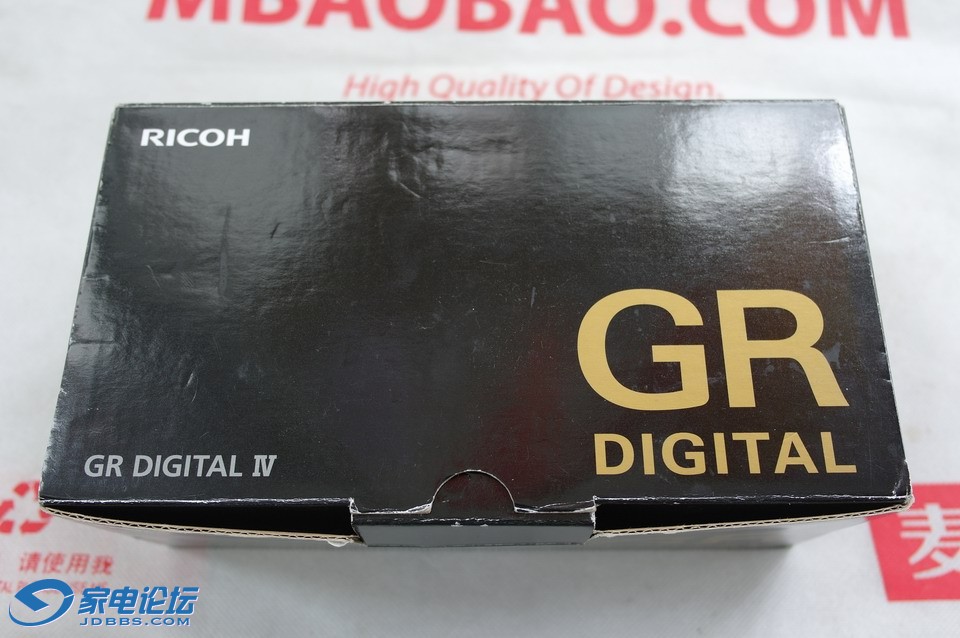 MBAOBAO.COM
High Quality Of Design.
RICOH
GR
DIGITAL
GR DIGITAL IV
请使用我
麦
家电论坛
JDBBS.COM